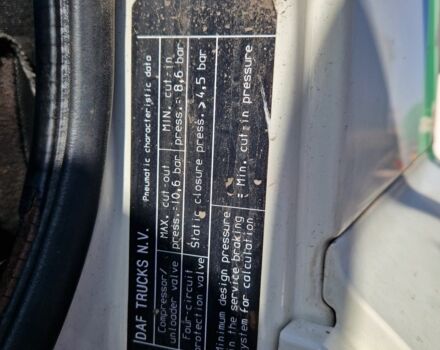 DAF TRUCKS N.V. Pneumatic characteristic data
Compressor/ MAX. cut-out MIN. cut-in
unloader valve press.=10,6 bar press.= 8,6 bar
Four-circuit Static closure press. > 4,5 bar
protection valve
Minimum design pressure
in the service braking : Min. cut-in pressure
system for calculation